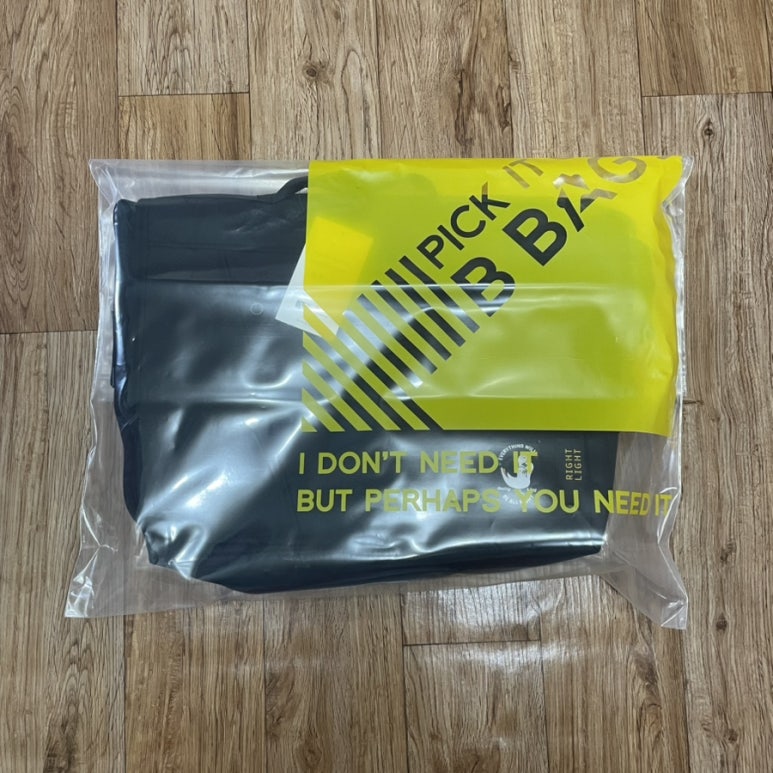 PICK IT
B BAG
I DON'T NEED IT
BUT PERHAPS YOU NEED IT
RIGHT
LIGHT